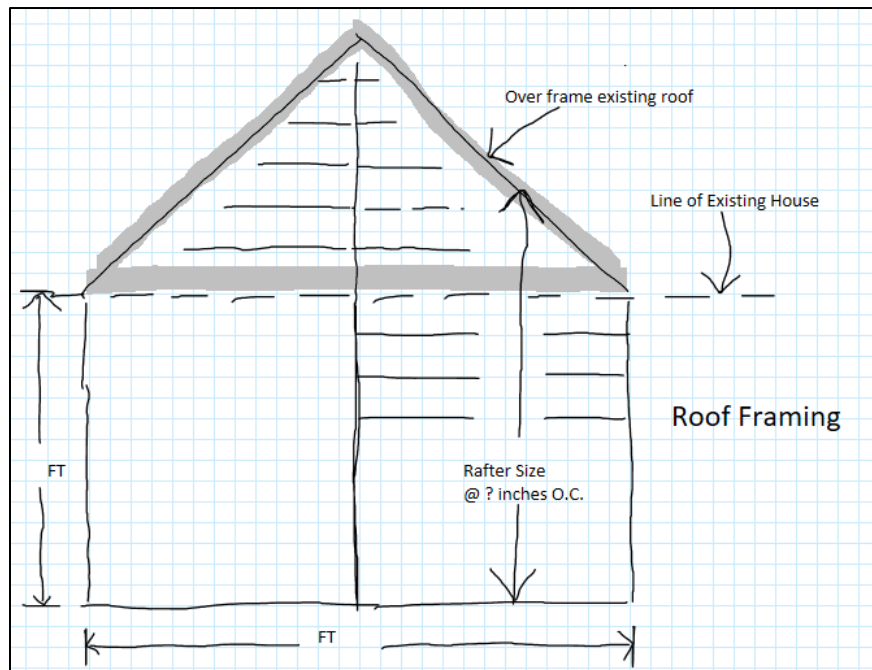 Over frame existing roof
Line of Existing House
Roof Framing
FT
Rafter Size
@ ? inches O.C.
FT